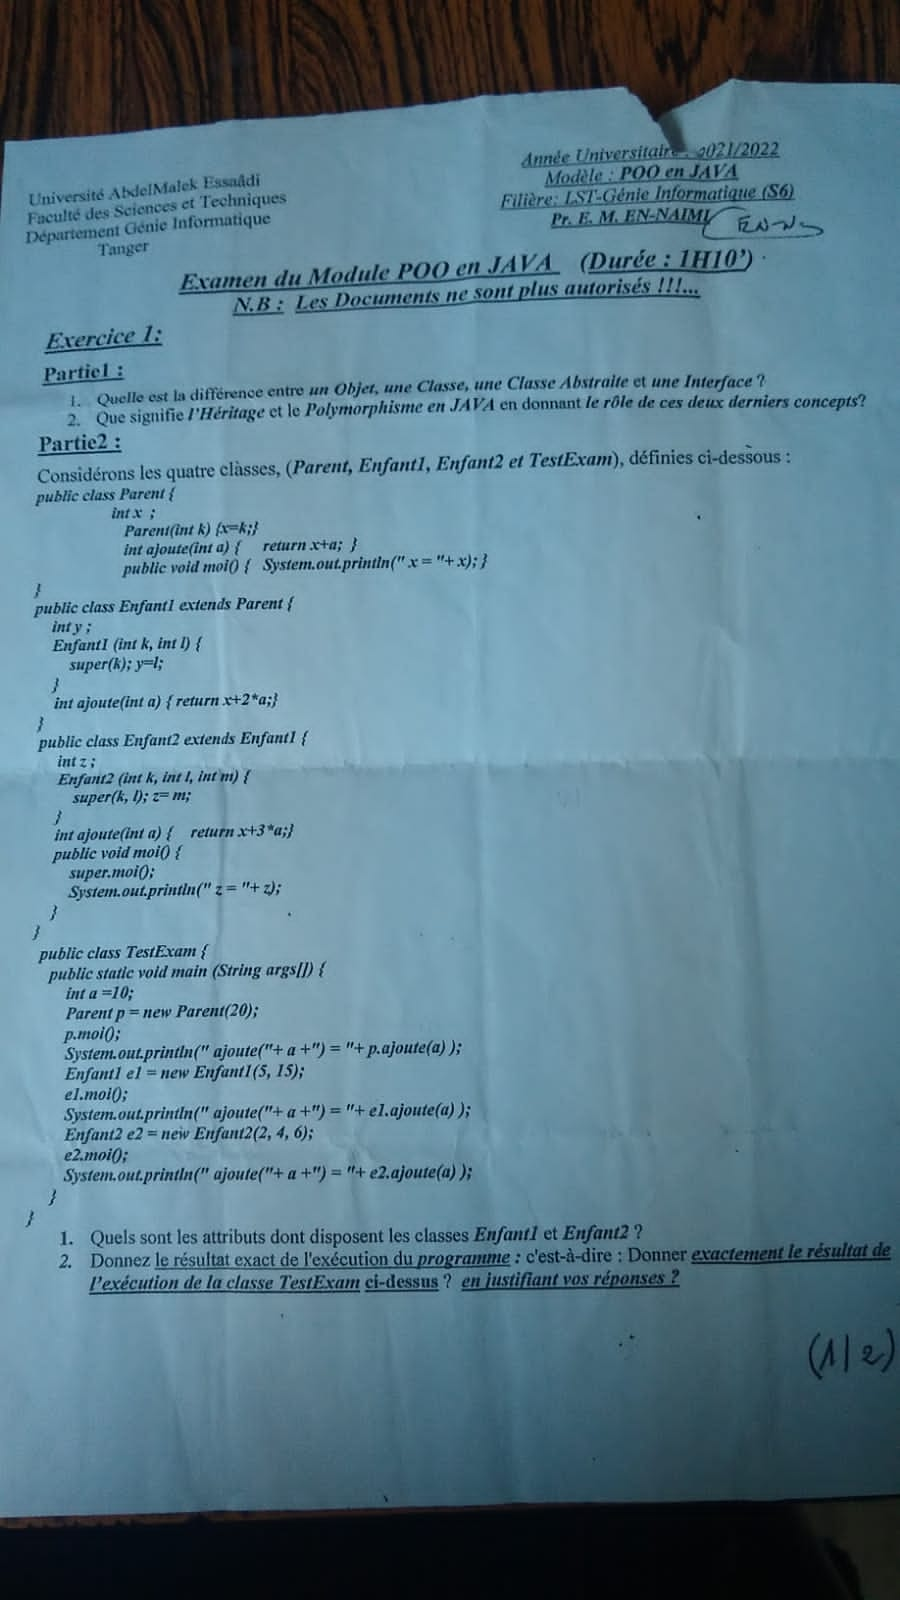 Université AbdelMalek Essaâdi
Faculté des Sciences et Techniques
Département Génie Informatique
Tanger
Année Universitaire : 2021/2022
Modèle : POO en JAVA
Filière: LST-Génie Informatique (S6)
Pr. E. M. EN-NAIMI
Examen du Module POO en JAVA (Durée : 1H10')
N.B : Les Documents ne sont plus autorisés !!!...
Exercice 1:
Partie1 :
1. Quelle est la différence entre un Objet, une Classe, une Classe Abstraite et une Interface ?
2. Que signifie l'Héritage et le Polymorphisme en JAVA en donnant le rôle de ces deux derniers concepts?
Partie2 :
Considérons les quatre classes, (Parent, Enfant1, Enfant2 et TestExam), définies ci-dessous :
public class Parent {
int x ;
Parent(int k) {x=k;}
int ajoute(int a) { return x+a; }
public void moi() { System.out.println(" x = "+ x); }
}
public class Enfant1 extends Parent {
int y ;
Enfant1 (int k, int l) {
super(k); y=l;
}
int ajoute(int a) { return x+2*a;}
}
public class Enfant2 extends Enfant1 {
int z ;
Enfant2 (int k, int l, int m) {
super(k, l); z= m;
}
int ajoute(int a) { return x+3*a;}
public void moi() {
super.moi();
System.out.println(" z = "+ z);
}
}
public class TestExam {
public static void main (String args[]) {
int a =10;
Parent p = new Parent(20);
p.moi();
System.out.println(" ajoute("+ a +") = "+ p.ajoute(a) );
Enfant1 e1 = new Enfant1(5, 15);
e1.moi();
System.out.println(" ajoute("+ a +") = "+ e1.ajoute(a) );
Enfant2 e2 = new Enfant2(2, 4, 6);
e2.moi();
System.out.println(" ajoute("+ a +") = "+ e2.ajoute(a) );
}
}
1. Quels sont les attributs dont disposent les classes Enfant1 et Enfant2 ?
2. Donnez le résultat exact de l'exécution du programme : c'est-à-dire : Donner exactement le résultat de
l'exécution de la classe TestExam ci-dessus ? en justifiant vos réponses ?
(1/2)